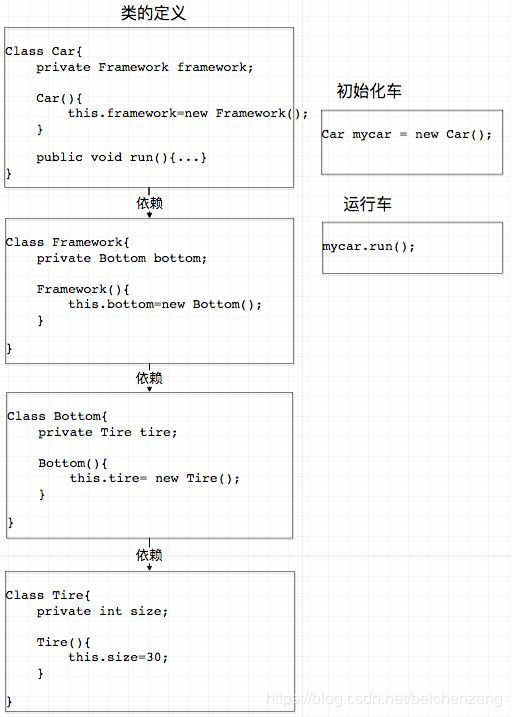 类的定义
Class Car{
private Framework framework;
Car(){
this.framework=new Framework();
}
public void run(){...}
}
依赖
Class Framework{
private Bottom bottom;
Framework(){
this.bottom=new Bottom();
}
}
依赖
Class Bottom{
private Tire tire;
Bottom(){
this.tire= new Tire();
}
}
依赖
Class Tire{
private int size;
Tire(){
this.size=30;
}
}
初始化车
Car mycar = new Car();
运行车
mycar.run();
https://blog.csdn.net/beichenzang